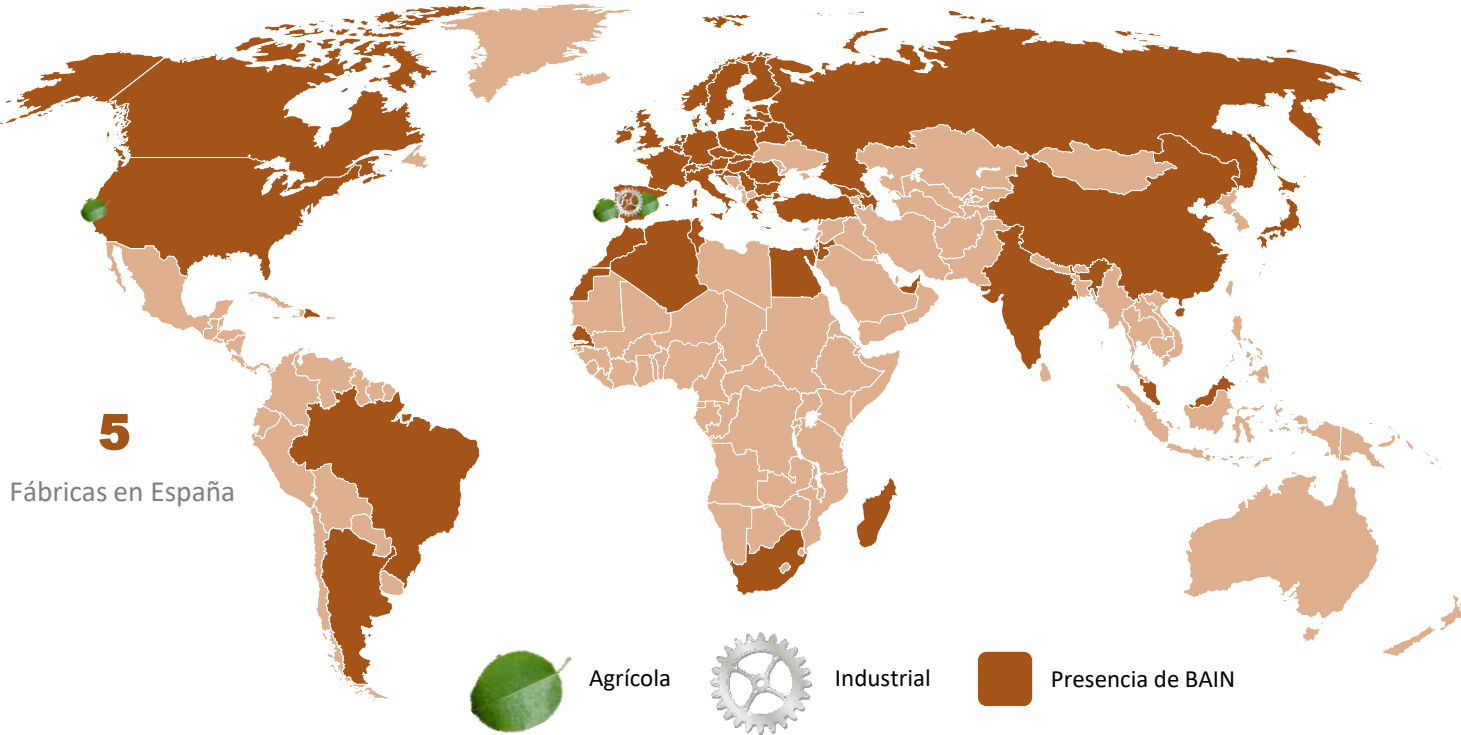 5
Fábricas en España
Agrícola
Industrial
Presencia de BAIN